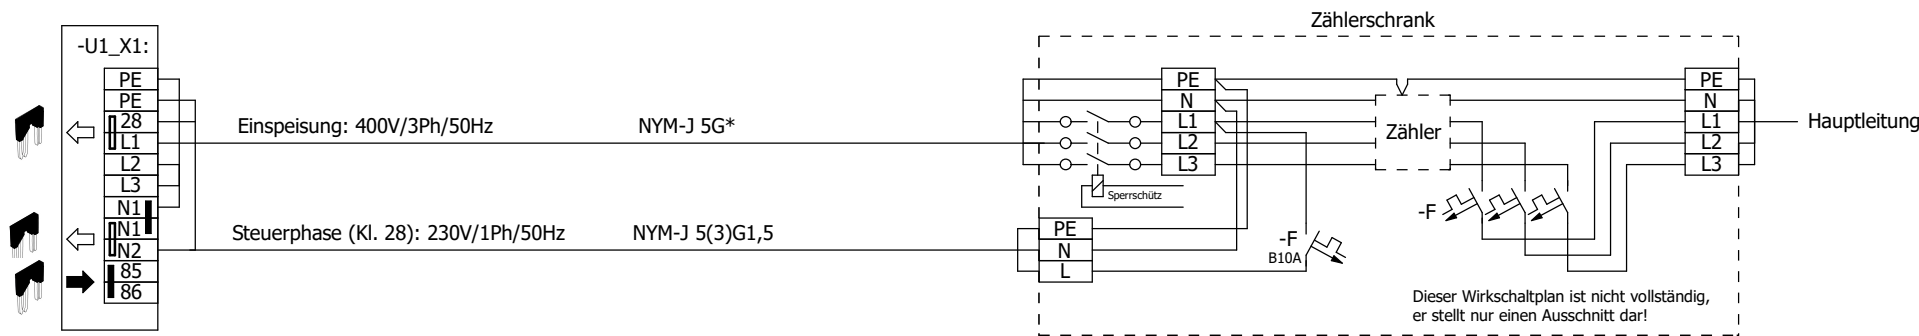 Zählerschrank
-U1_X1:
PE
PE
28
L1
L2
L3
N1
N1
N2
85
86
Einspeisung: 400V/3Ph/50Hz
NYM-J 5G*
Steuerphase (Kl. 28): 230V/1Ph/50Hz
NYM-J 5(3)G1,5
PE
N
L1
L2
L3
Sperrschütz
PE
N
L
-F
B10A
Zähler
-F
PE
N
L1
L2
L3
Hauptleitung
Dieser Wirkschaltplan ist nicht vollständig,
er stellt nur einen Ausschnitt dar!